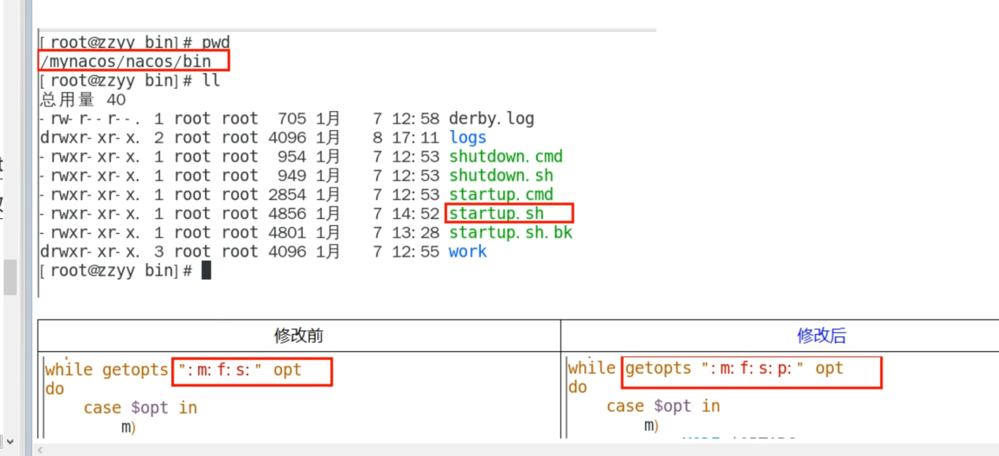 [root@zzyy bin]# pwd
/mynacos/nacos/bin
[root@zzyy bin]# ll
总用量 40
-rw-r--r--. 1 root root 705 1月 7 12:58 derby.log
drwxr-xr-x. 2 root root 4096 1月 8 17:11 logs
-rwxr-xr-x. 1 root root 954 1月 7 12:53 shutdown.cmd
-rwxr-xr-x. 1 root root 949 1月 7 12:53 shutdown.sh
-rwxr-xr-x. 1 root root 2854 1月 7 12:53 startup.cmd
-rwxr-xr-x. 1 root root 4856 1月 7 14:52 startup.sh
-rwxr-xr-x. 1 root root 4801 1月 7 13:28 startup.sh.bk
drwxr-xr-x. 3 root root 4096 1月 7 12:55 work
[root@zzyy bin]#
修改前
while getopts ":m:f:s:" opt
do
case $opt in
m)
修改后
while getopts ":m:f:s:p:" opt
do
case $opt in
m)